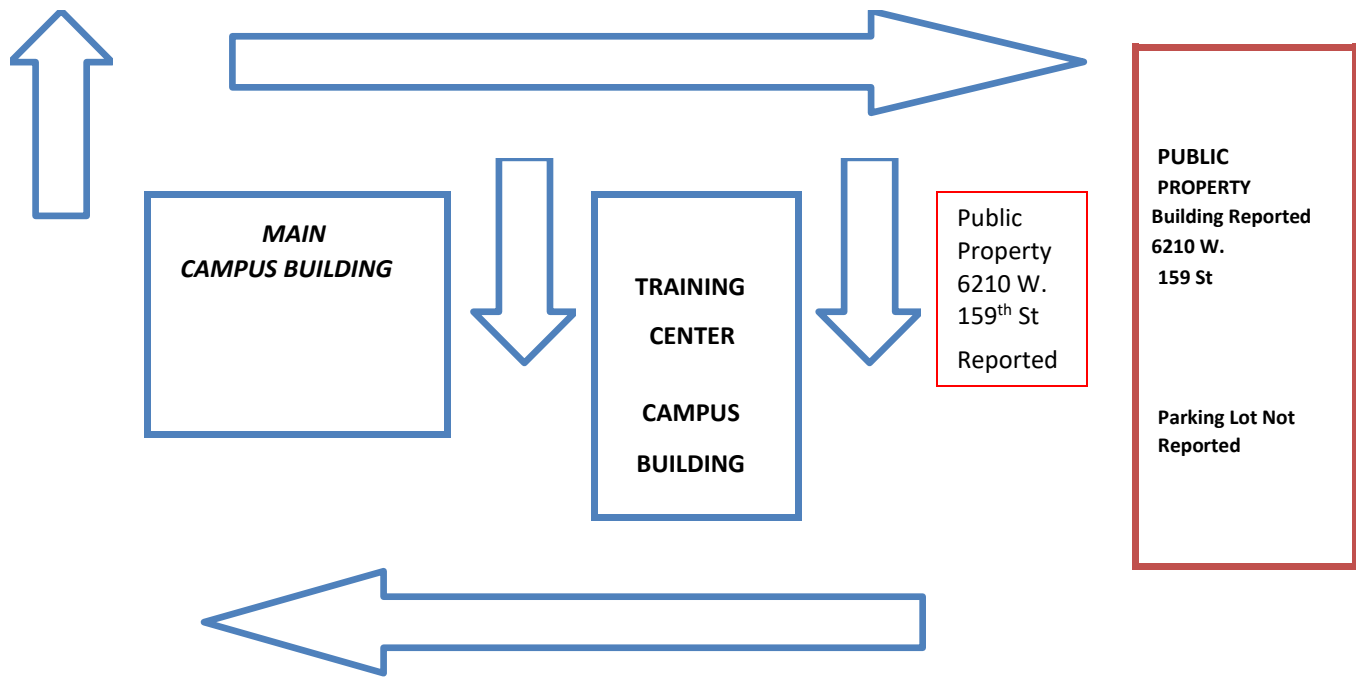 MAIN
CAMPUS BUILDING
TRAINING
CENTER
CAMPUS
BUILDING
Public
Property
6210 W.
159th St
Reported
PUBLIC
PROPERTY
Building Reported
6210 W.
159 St
Parking Lot Not
Reported